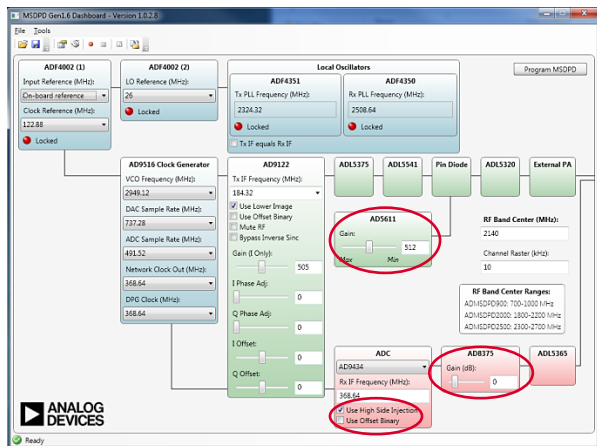 MSDPD Gen1.6 Dashboard - Version 1.0.2.8
File Tools
Program MSDPD
ADF4002 (1)
Input Reference (MHz):
On-board reference
Clock Reference (MHz):
122.88
Locked
ADF4002 (2)
LO Reference (MHz):
26
Locked
Local Oscillators
ADF4351
Tx PLL Frequency (MHz):
2324.32
Locked
ADF4350
Rx PLL Frequency (MHz):
2508.64
Locked
Tx IF equals Rx IF
AD9516 Clock Generator
VCO Frequency (MHz):
2949.12
DAC Sample Rate (MHz):
737.28
ADC Sample Rate (MHz):
491.52
Network Clock Out (MHz):
368.64
DPG Clock (MHz):
368.64
AD9122
Tx IF Frequency (MHz):
184.32
Use Lower Image
Use Offset Binary
Mute RF
Bypass Inverse Sinc
Gain (I Only):
505
I Phase Adj:
0
Q Phase Adj:
0
I Offset:
0
Q Offset:
0
ADL5375
ADL5541
Pin Diode
ADL5320
External PA
AD5611
Gain:
512
Max Min
RF Band Center (MHz):
2140
Channel Raster (kHz):
10
RF Band Center Ranges:
ADMSDPD900: 700-1000 MHz
ADMSDPD2000: 1800-2200 MHz
ADMSDPD2500: 2300-2700 MHz
ADC
AD9434
Rx IF Frequency (MHz):
368.64
Use High Side Injection
Use Offset Binary
AD8375
Gain (dB):
0
ADL5365
ANALOG
DEVICES
Ready